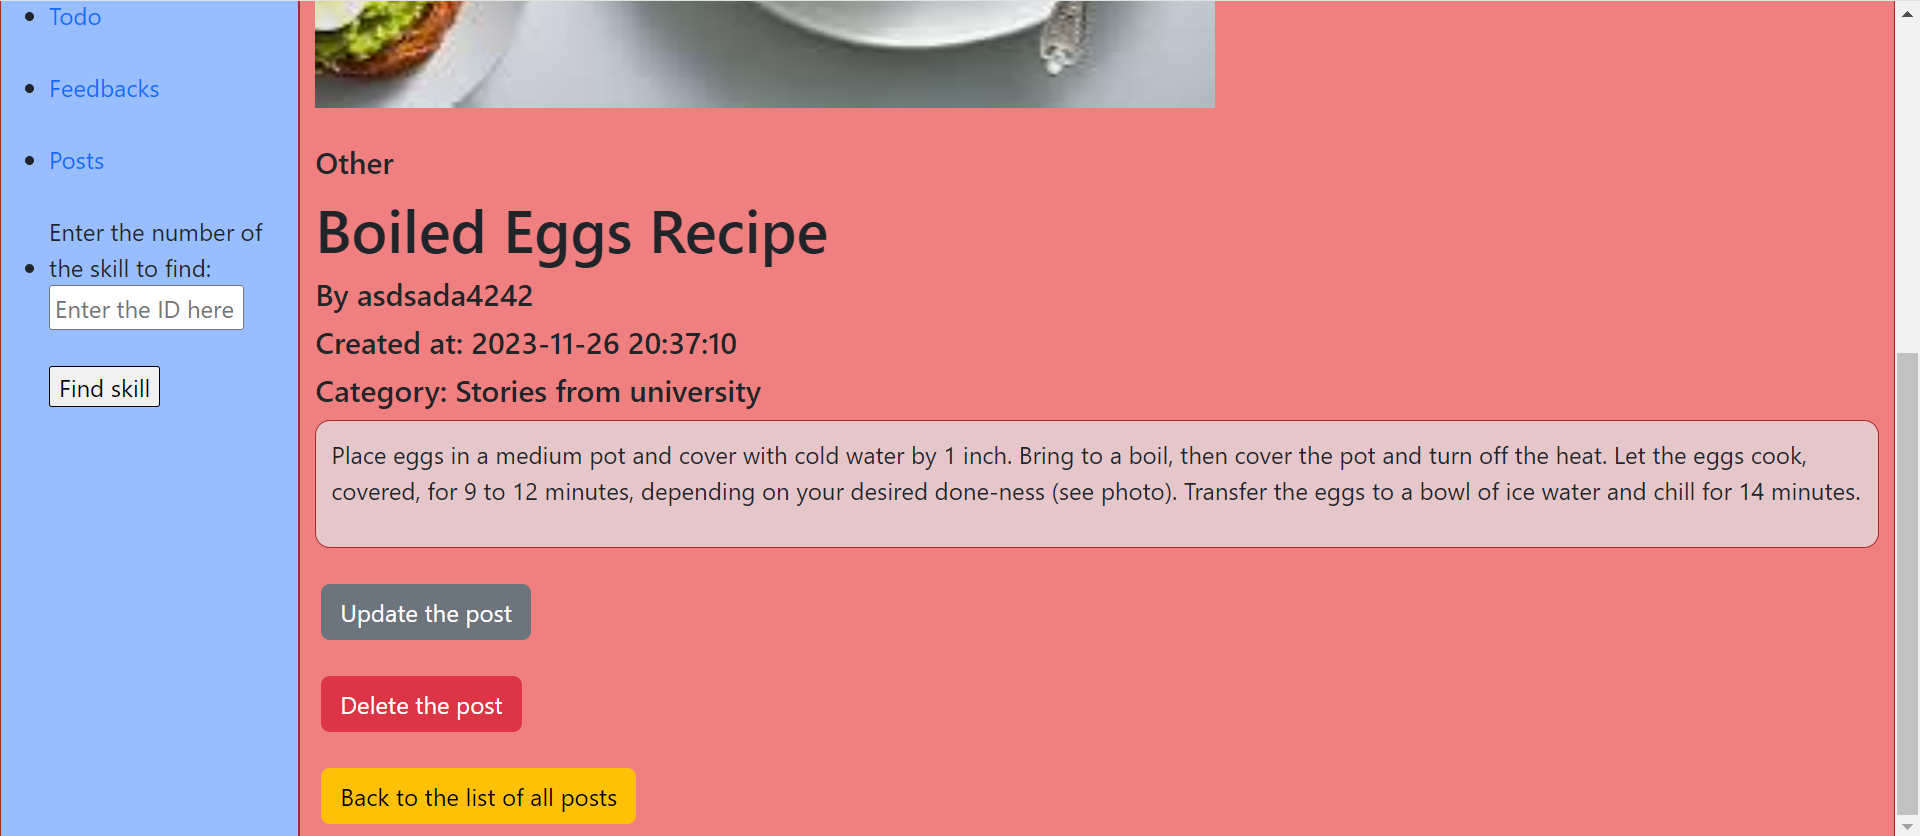 Todo
Feedbacks
Posts
Enter the number of
the skill to find:
Enter the ID here
Find skill
Other
Boiled Eggs Recipe
By asdsada4242
Created at: 2023-11-26 20:37:10
Category: Stories from university
Place eggs in a medium pot and cover with cold water by 1 inch. Bring to a boil, then cover the pot and turn off the heat. Let the eggs cook,
covered, for 9 to 12 minutes, depending on your desired done-ness (see photo). Transfer the eggs to a bowl of ice water and chill for 14 minutes.
Update the post
Delete the post
Back to the list of all posts